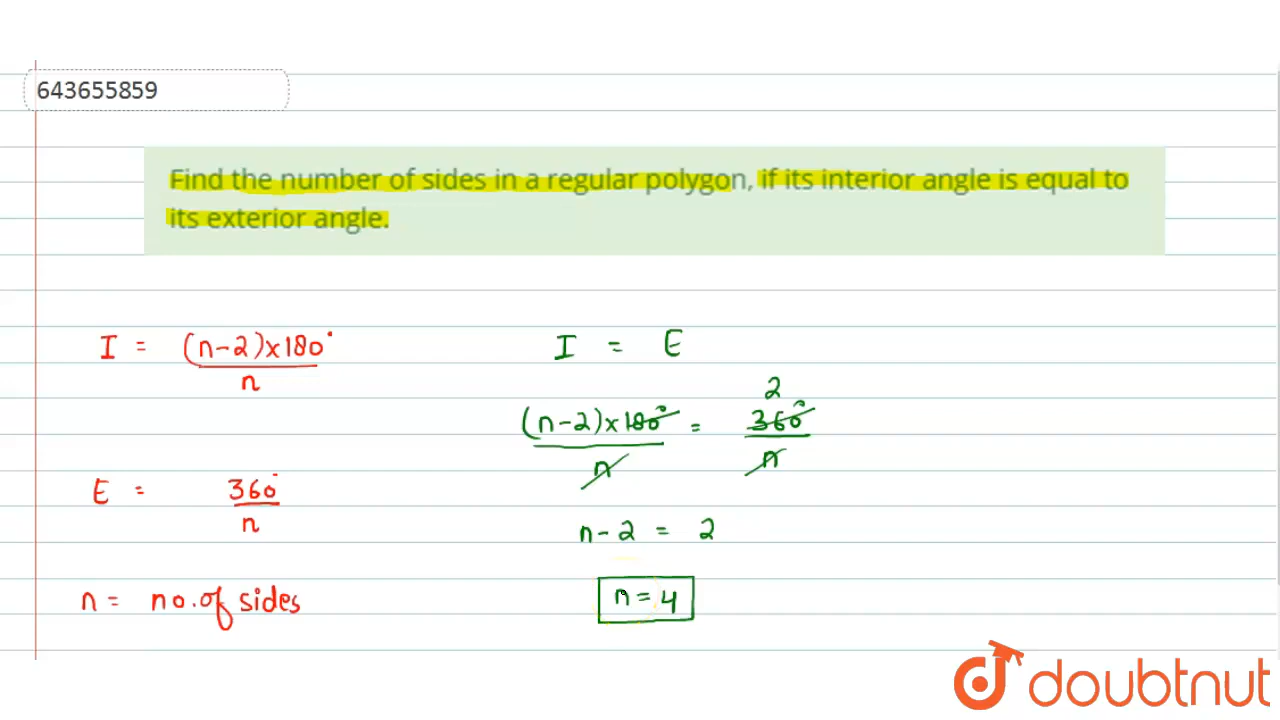 643655859
Find the number of sides in a regular polygon, if its interior angle is equal to
its exterior angle.
I = (n-2)x180°
n
E = 360°
n
n = no.of sides
I = E
2
(n-2)x180° = 360°
n n
n-2 = 2
n=4
doubtnut